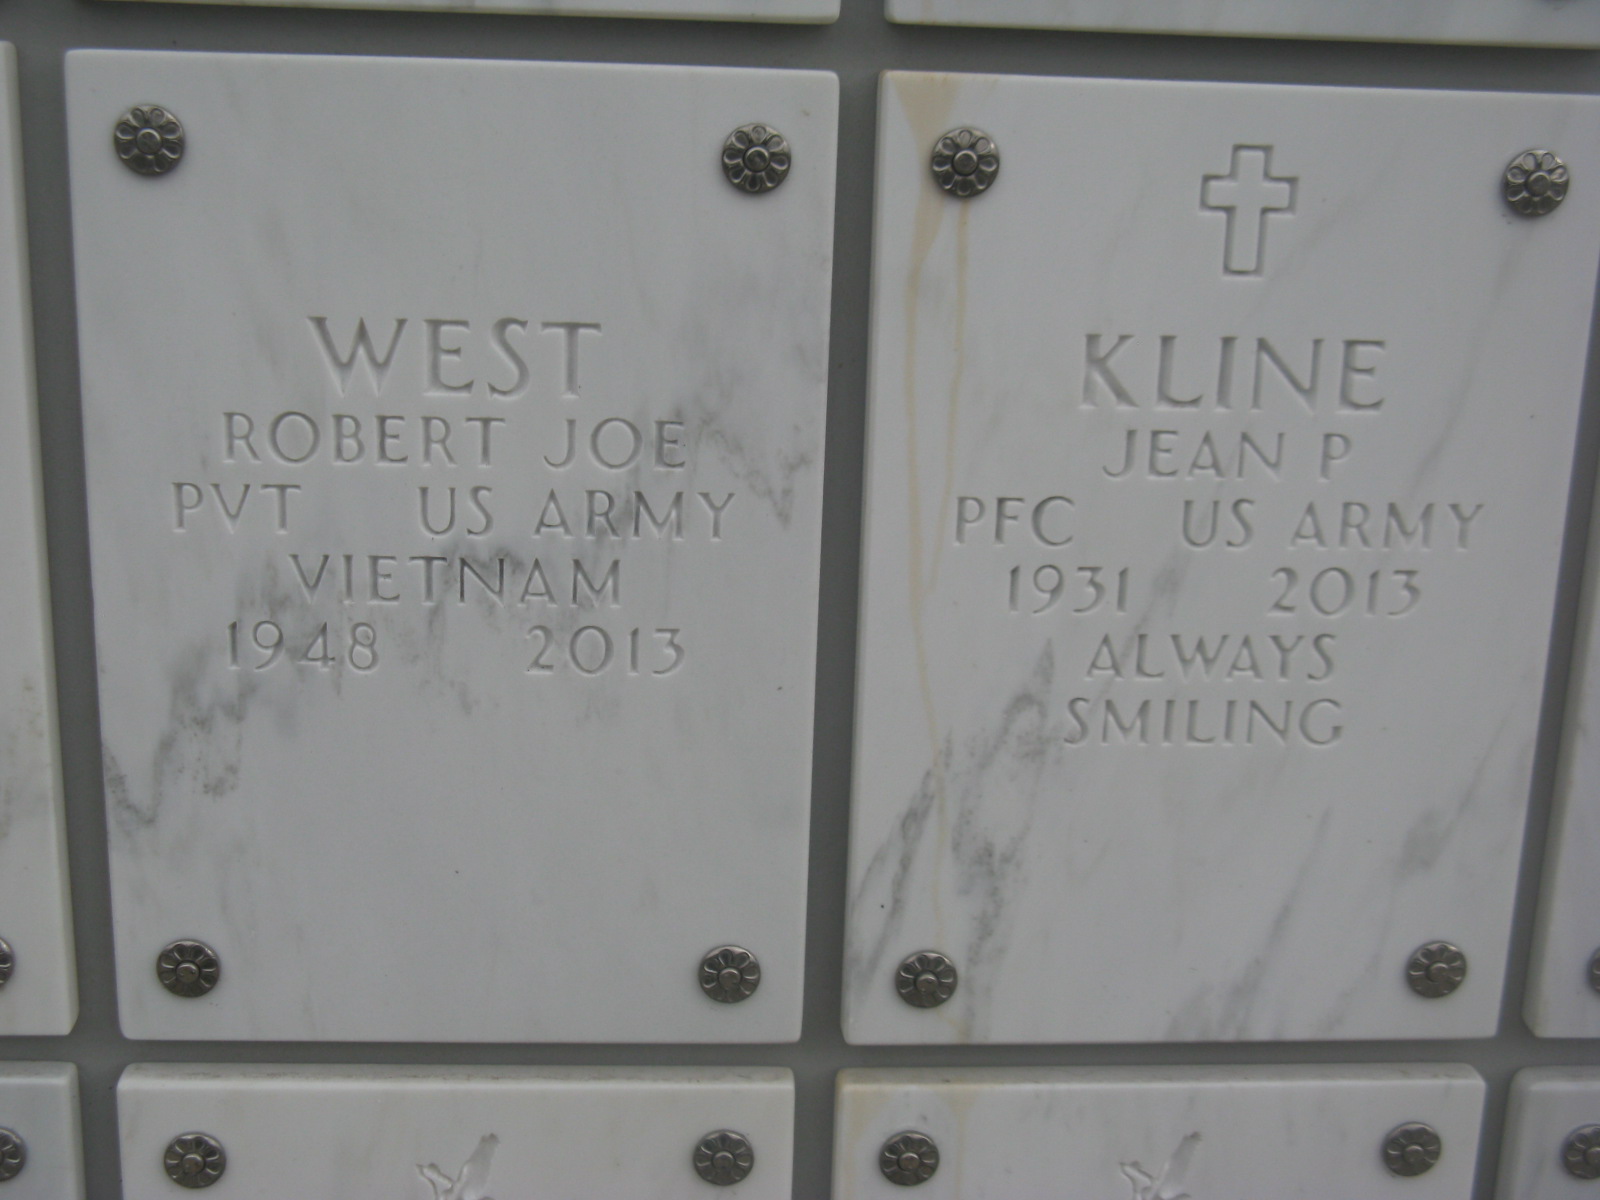 WEST
ROBERT JOE
PVT US ARMY
VIETNAM
1948 2013
KLINE
JEAN P
PFC US ARMY
1931 2013
ALWAYS
SMILING